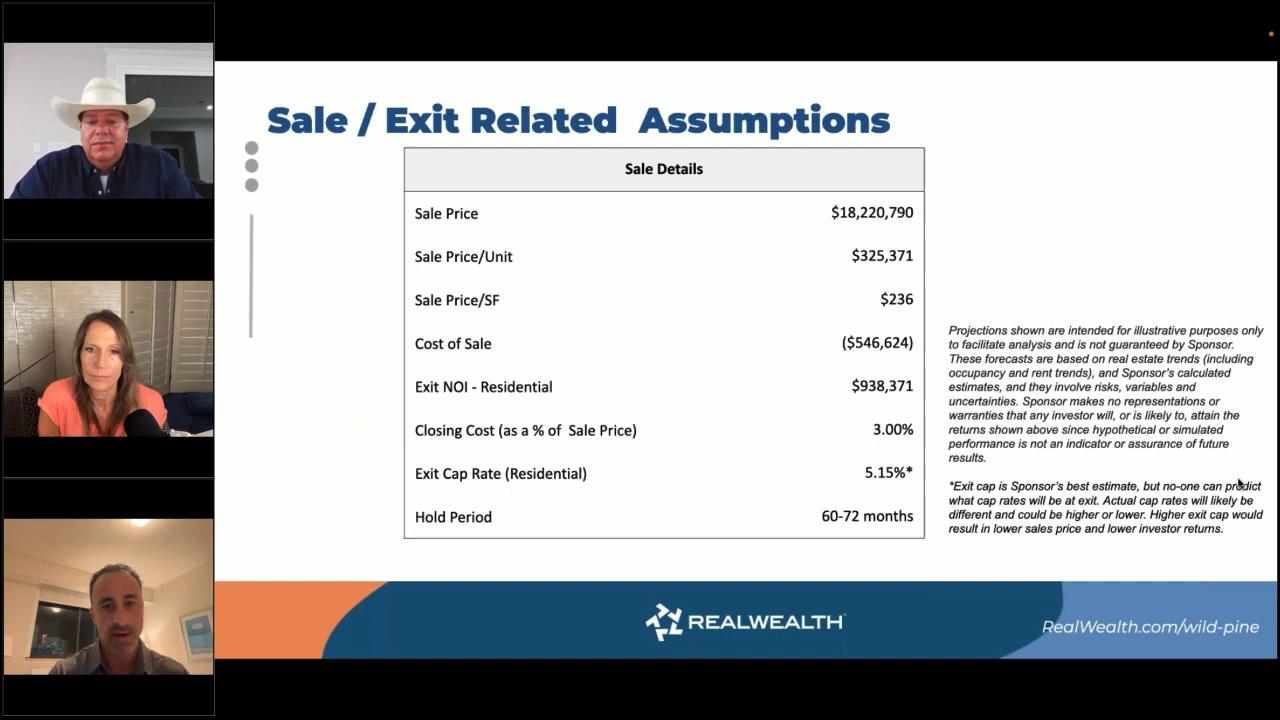 Sale / Exit Related Assumptions
Sale Details
Sale Price $18,220,790
Sale Price/Unit $325,371
Sale Price/SF $236
Cost of Sale ($546,624)
Exit NOI - Residential $938,371
Closing Cost (as a % of Sale Price) 3.00%
Exit Cap Rate (Residential) 5.15%*
Hold Period 60-72 months
Projections shown are intended for illustrative purposes only
to facilitate analysis and is not guaranteed by Sponsor.
These forecasts are based on real estate trends (including
occupancy and rent trends), and Sponsor's calculated
estimates, and they involve risks, variables and
uncertainties. Sponsor makes no representations or
warranties that any investor will, or is likely to, attain the
returns shown above since hypothetical or simulated
performance is not an indicator or assurance of future
results.
*Exit cap is Sponsor's best estimate, but no-one can predict
what cap rates will be at exit. Actual cap rates will likely be
different and could be higher or lower. Higher exit cap would
result in lower sales price and lower investor returns.
REALWEALTH
RealWealth.com/wild-pine